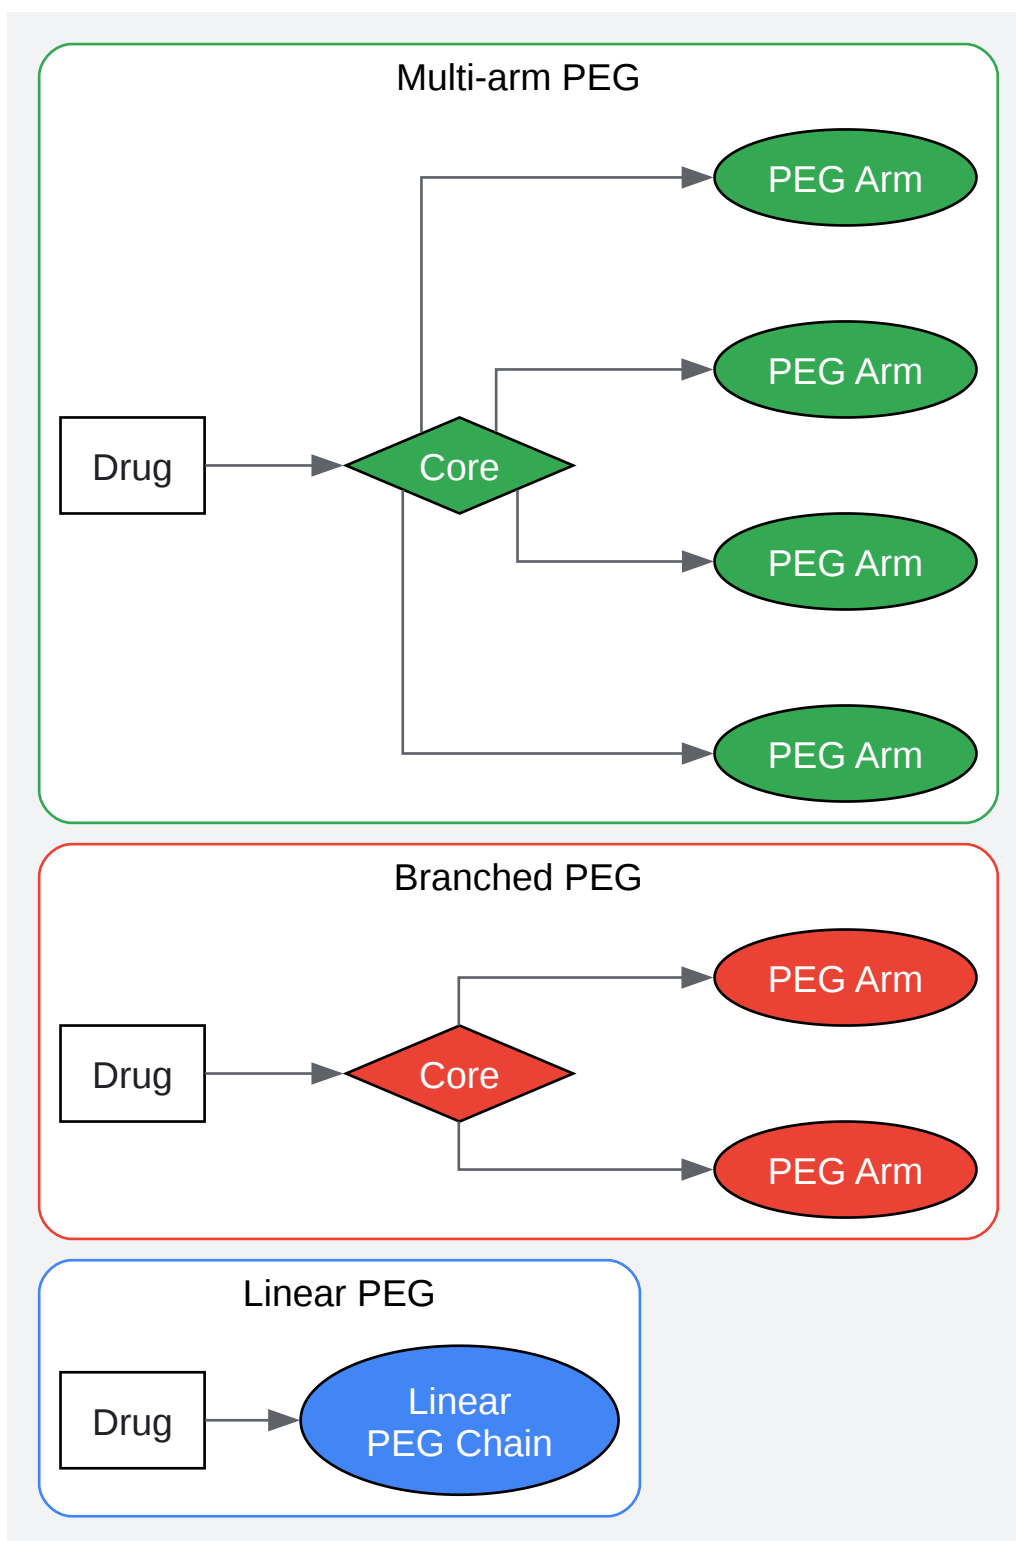 Multi-arm PEG
PEG Arm
PEG Arm
Drug
Core
PEG Arm
PEG Arm
Branched PEG
PEG Arm
Drug
Core
PEG Arm
Linear PEG
Drug
Linear
PEG Chain